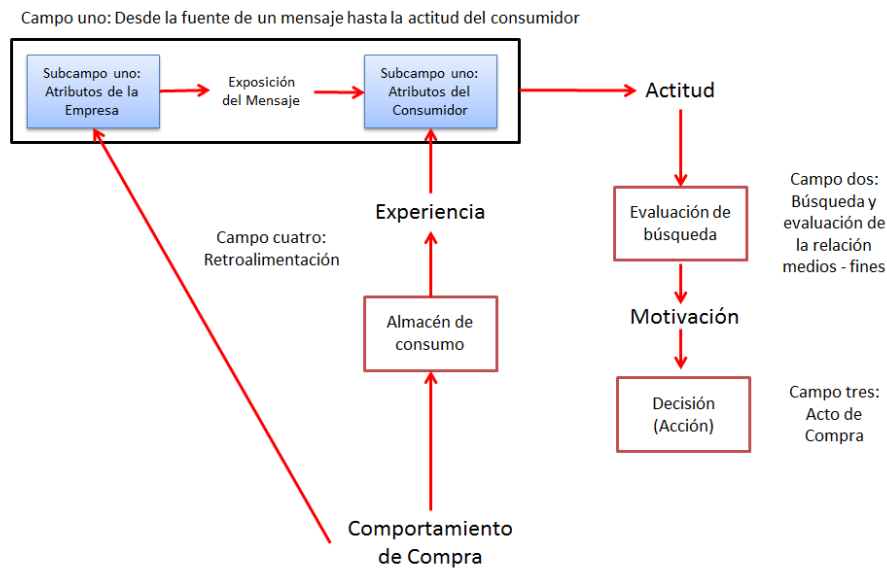 Campo uno: Desde la fuente de un mensaje hasta la actitud del consumidor
Subcampo uno:
Atributos de la
Empresa
Exposición
del Mensaje
Subcampo uno:
Atributos del
Consumidor
Actitud
Evaluación de
búsqueda
Campo dos:
Búsqueda y
evaluación de
la relación
medios - fines
Experiencia
Campo cuatro:
Retroalimentación
Motivación
Almacén de
consumo
Decisión
(Acción)
Campo tres:
Acto de
Compra
Comportamiento
de Compra